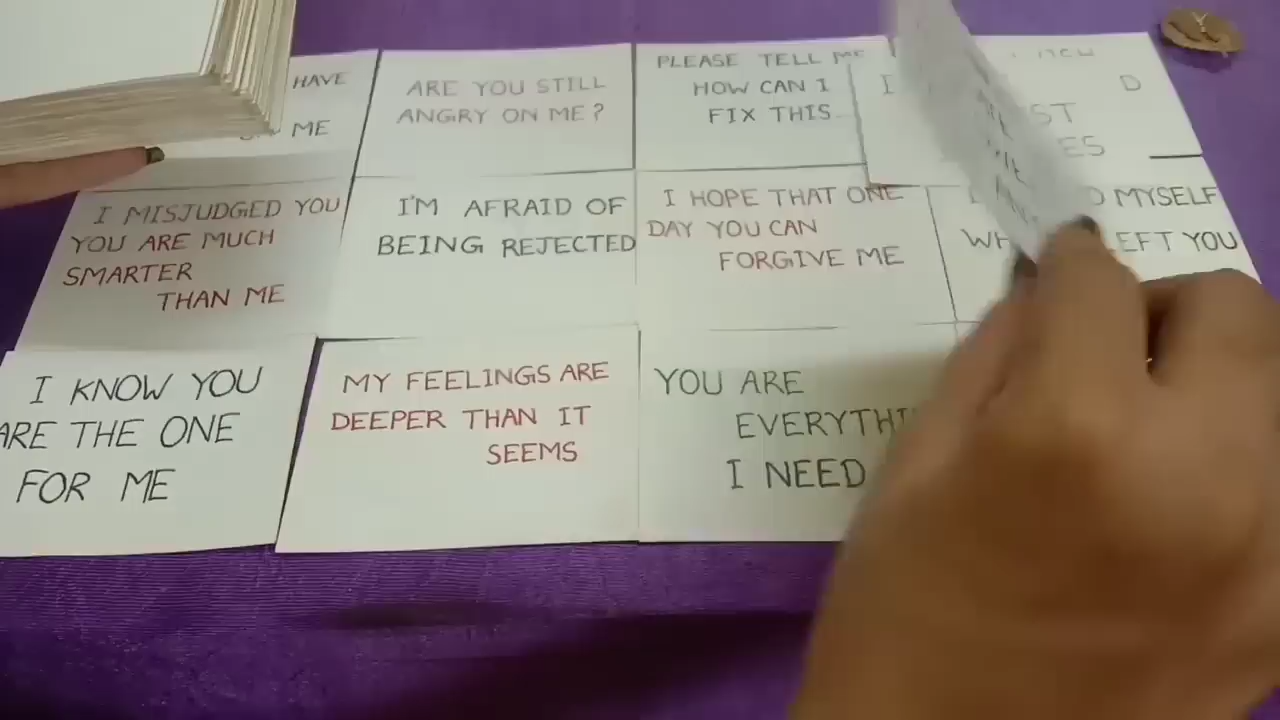 HAVE
ME
ARE YOU STILL
ANGRY ON ME?
PLEASE TELL ME
HOW CAN I
FIX THIS
I MISJUDGED YOU
YOU ARE MUCH
SMARTER
THAN ME
I'M AFRAID OF
BEING REJECTED
I HOPE THAT ONE
DAY YOU CAN
FORGIVE ME
MYSELF
YOU
I KNOW YOU
ARE THE ONE
FOR ME
MY FEELINGS ARE
DEEPER THAN IT
SEEMS
YOU ARE
I NEED